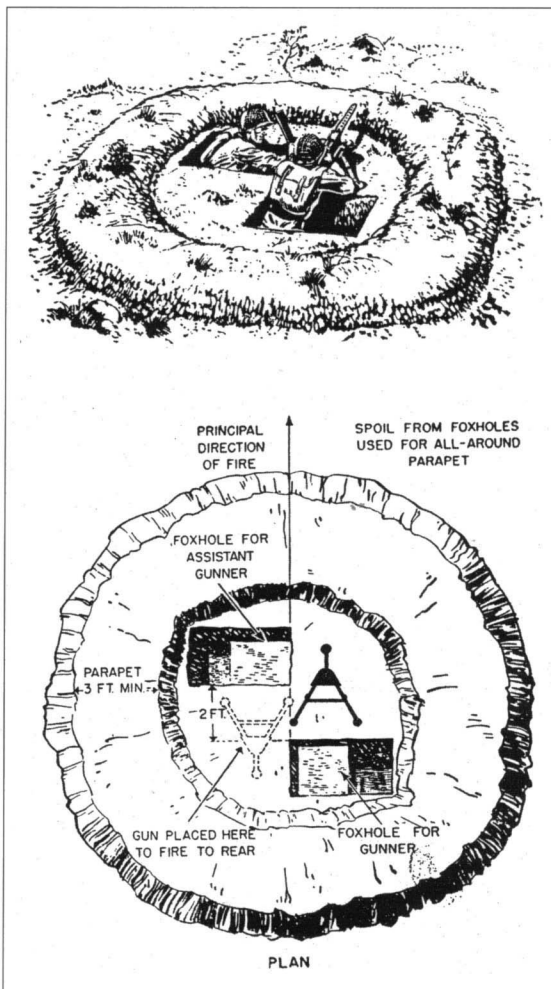 PRINCIPAL
DIRECTION
OF FIRE
SPOIL FROM FOXHOLES
USED FOR ALL-AROUND
PARAPET
FOXHOLE FOR
ASSISTANT
GUNNER
PARAPET
3 FT. MIN.
2 FT.
GUN PLACED HERE
TO FIRE TO REAR
FOXHOLE FOR
GUNNER
PLAN